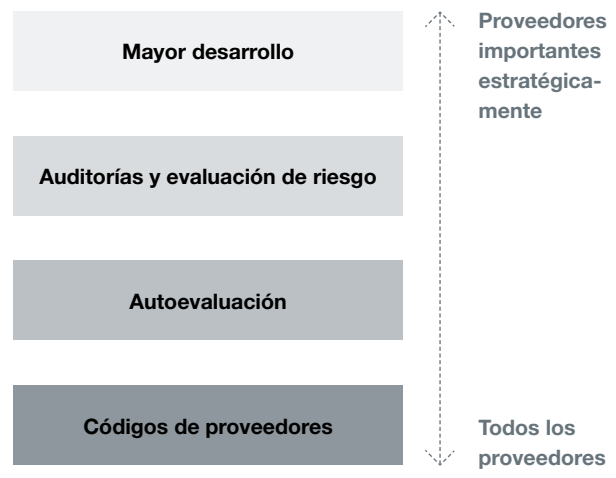 Mayor desarrollo
Proveedores
importantes
estratégica-
mente
Auditorías y evaluación de riesgo
Autoevaluación
Códigos de proveedores
Todos los
proveedores